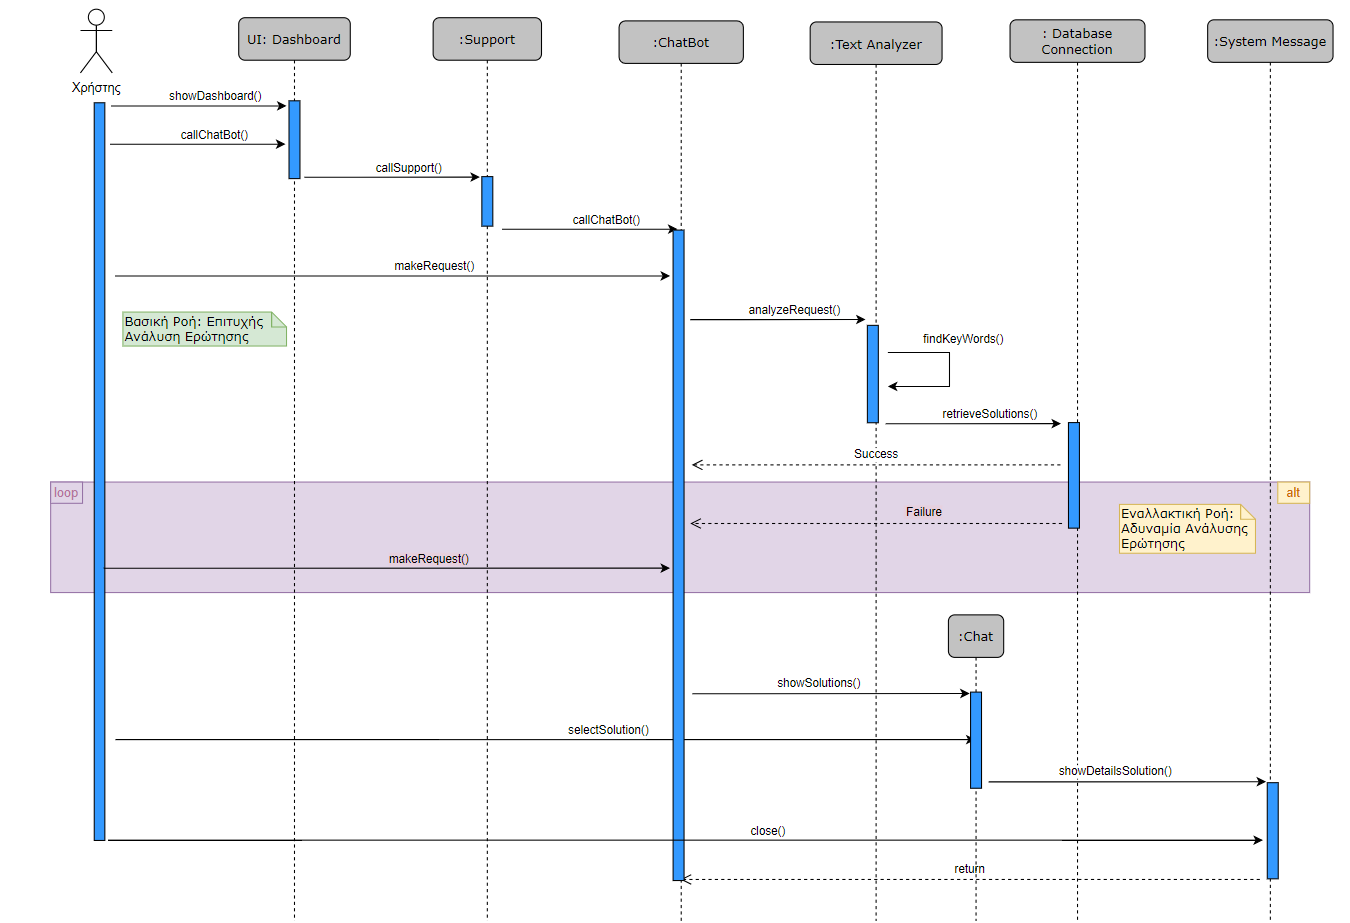 Χρήστης
UI: Dashboard
:Support
:ChatBot
:Text Analyzer
: Database
Connection
:System Message
showDashboard()
callChatBot()
callSupport()
callChatBot()
makeRequest()
analyzeRequest()
Βασική Ροή: Επιτυχής
Ανάλυση Ερώτησης
findKeyWords()
retrieveSolutions()
Success
loop
alt
Failure
Εναλλακτική Ροή:
Αδυναμία Ανάλυσης
Ερώτησης
makeRequest()
:Chat
showSolutions()
selectSolution()
showDetailsSolution()
close()
return